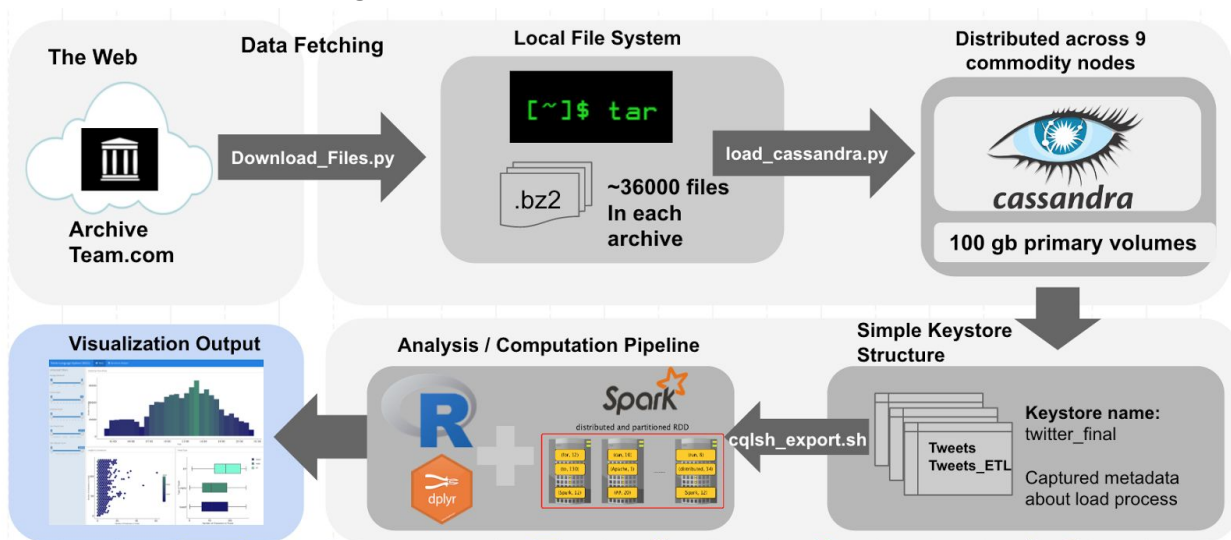 The Web
Data Fetching
Local File System
Distributed across 9
commodity nodes
[~]$ tar
Download_Files.py
load_cassandra.py
.bz2
~36000 files
In each
archive
Archive
Team.com
cassandra
100 gb primary volumes
Visualization Output
Analysis / Computation Pipeline
Simple Keystore
Structure
R
Spark
distributed and partitioned RDD
dplyr
cqlsh_export.sh
Tweets
Tweets_ETL
Keystore name:
twitter_final
Captured metadata
about load process